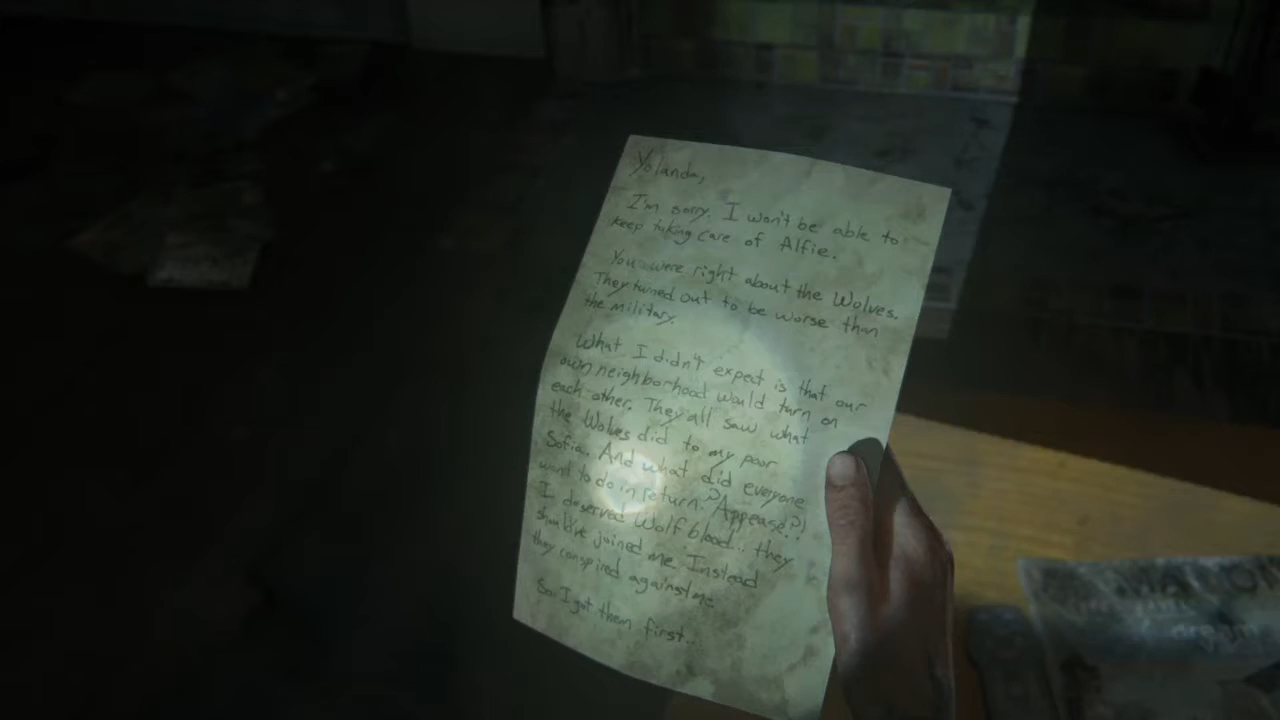 Yolanda,
I'm sorry. I won't be able to
keep taking care of Alfie.
You were right about the Wolves.
They turned out to be worse than
the military.
What I didn't expect is that our
own neighborhood would turn on
each other. They all saw what
the Wolves did to my poor
Sofia. And what did everyone
want to do in return? Appease?!
I deserved Wolf blood... they
should've joined me. Instead
they conspired against me.
So I got them first...